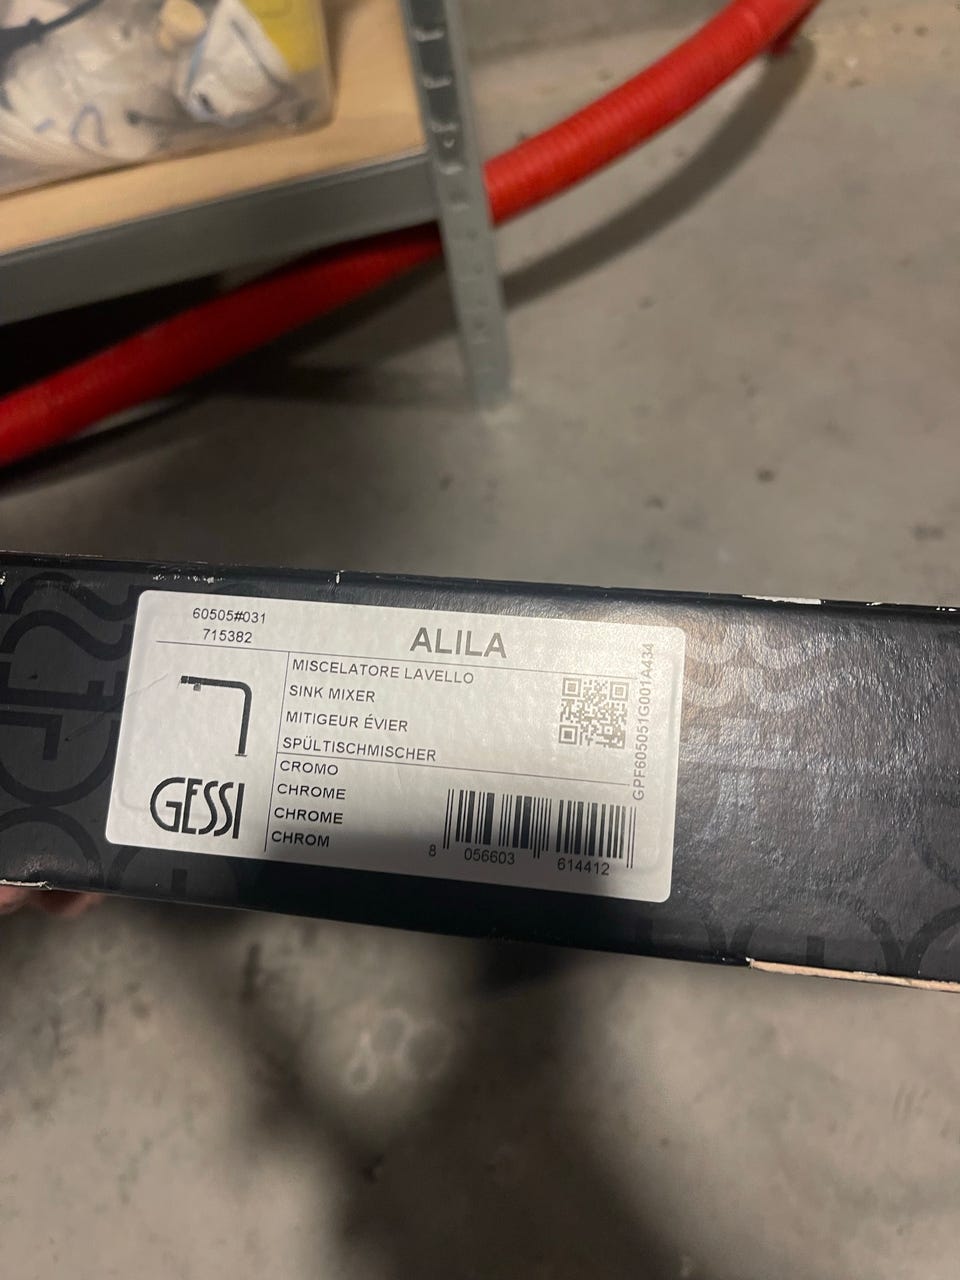 60505#031
715382
ALILA
MISCELATORE LAVELLO
SINK MIXER
MITIGEUR ÉVIER
SPÜLTISCHMISCHER
CROMO
CHROME
CHROME
CHROM
GESSI
8 056603 614412
GPF605051G001A434